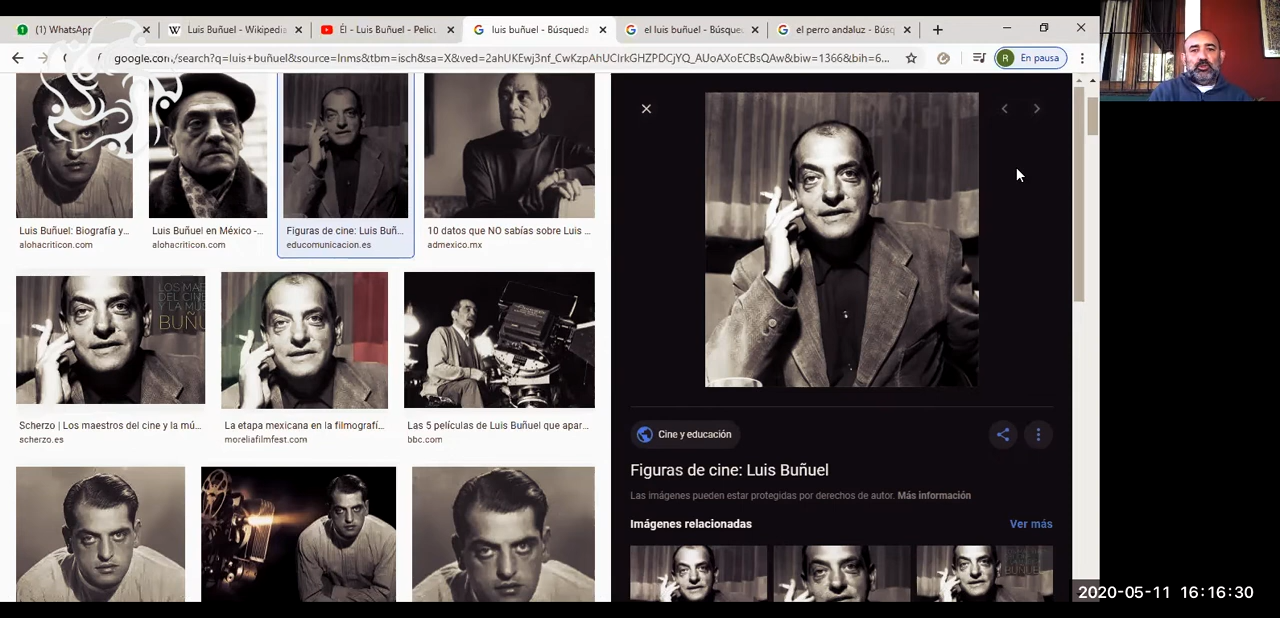 (1) WhatsApp
Luis Buñuel - Wikipedia
Él - Luis Buñuel - Pelícu
luis buñuel - Búsqueda
el luis buñuel - Búsque
el perro andaluz - Búsq
google.com/search?q=luis+buñuel&source=lnms&tbm=isch&sa=X&ved=2ahUKEwj3nf_CwKzpAhUCIrkGHZPDCjYQ_AUoAXoECBsQAw&biw=1366&bih=6...
R
En pausa
Luis Buñuel: Biografía y...
alohacriticon.com
Luis Buñuel en México -...
alohacriticon.com
Figuras de cine: Luis Buñ...
educomunicacion.es
10 datos que NO sabías sobre Luis ...
admexico.mx
LOS MAE
DEL CINE
Y LA MÚ
BUÑU
Scherzo | Los maestros del cine y la mú...
scherzo.es
La etapa mexicana en la filmografí...
moreliafilmfest.com
Las 5 películas de Luis Buñuel que apar...
bbc.com
Cine y educación
Figuras de cine: Luis Buñuel
Las imágenes pueden estar protegidas por derechos de autor. Más información
Imágenes relacionadas
Ver más
2020-05-11 16:16:30